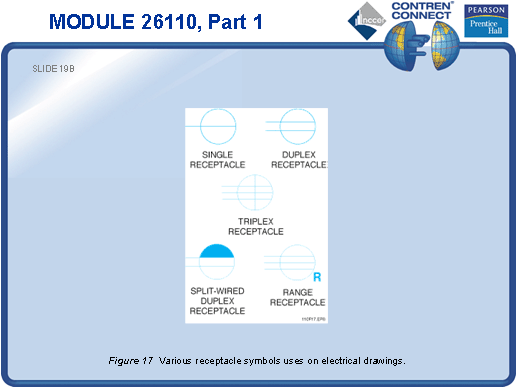 MODULE 26110, Part 1
nccer
CONTREN®
CONNECT
PEARSON
Prentice
Hall
SLIDE 19B
SINGLE
RECEPTACLE
DUPLEX
RECEPTACLE
TRIPLEX
RECEPTACLE
SPLIT-WIRED
DUPLEX
RECEPTACLE
R
RANGE
RECEPTACLE
Figure 17 Various receptacle symbols uses on electrical drawings.